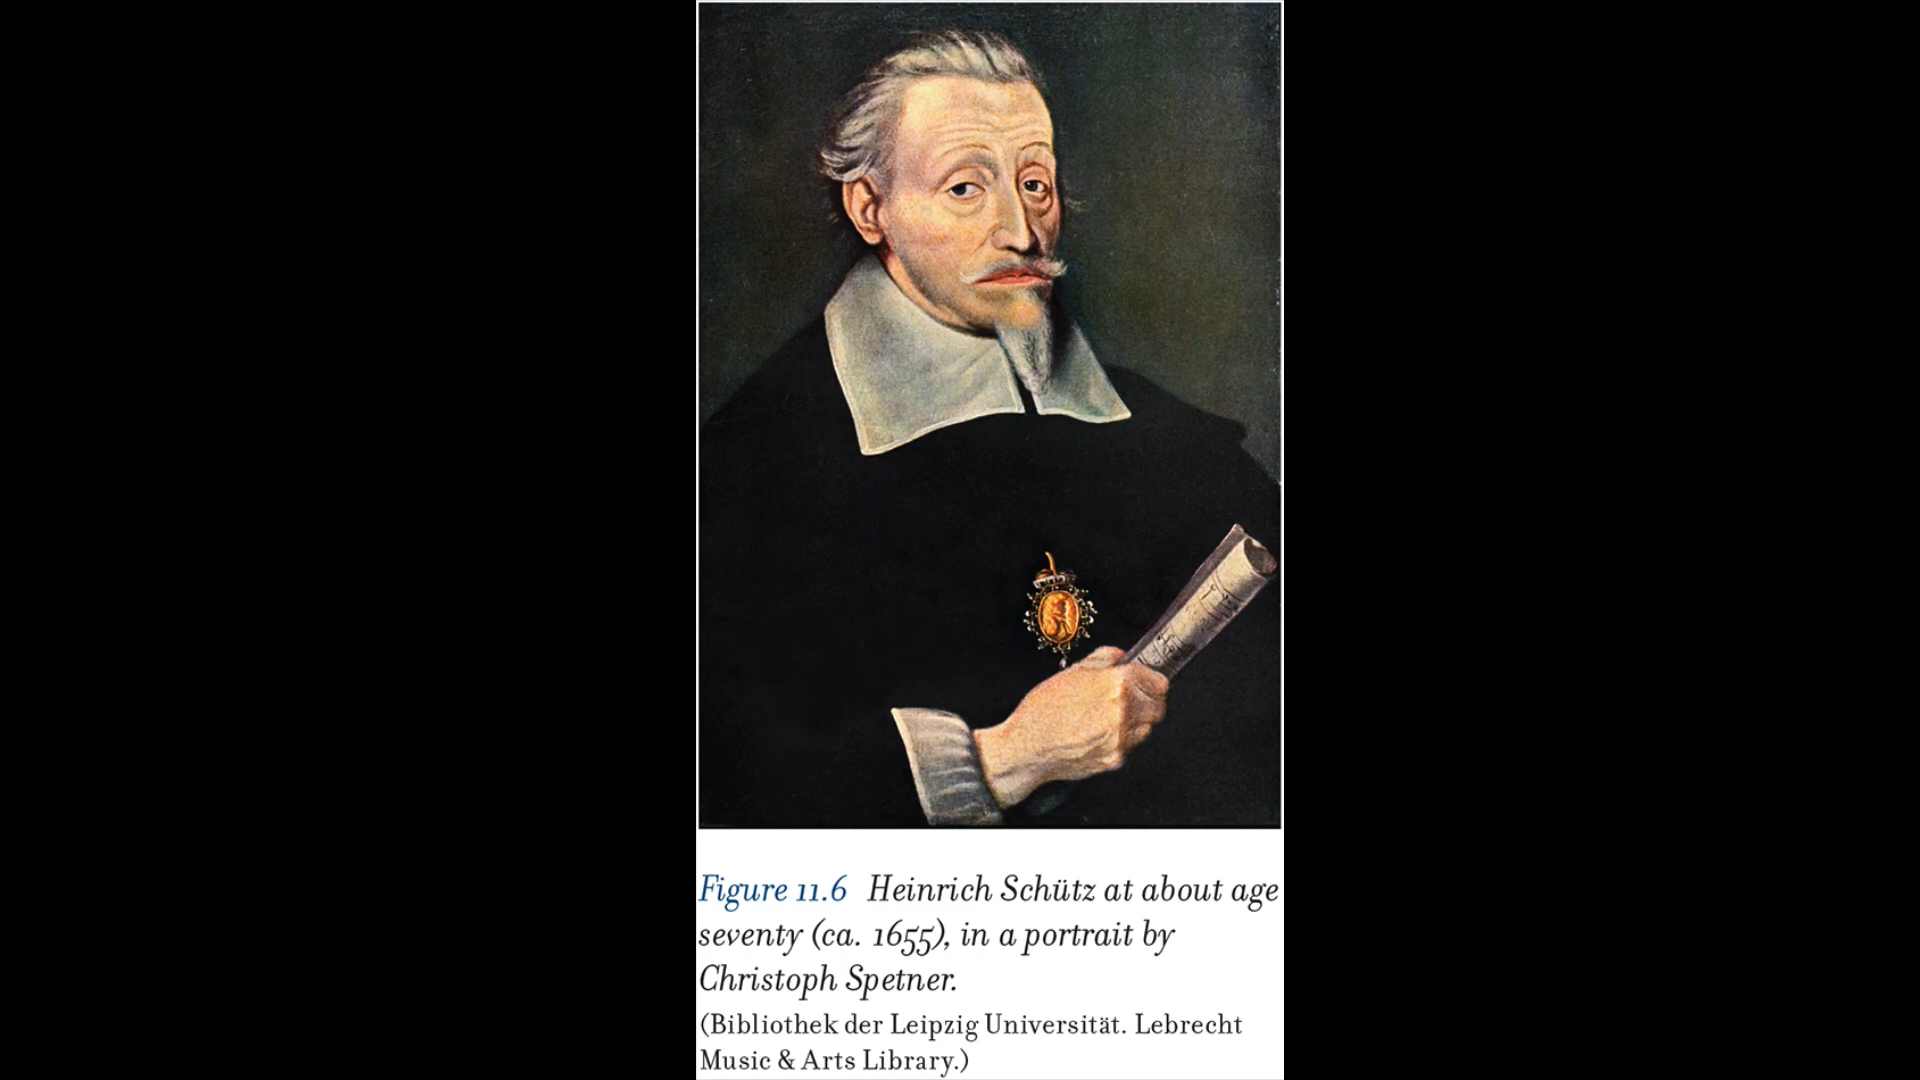 Figure 11.6 Heinrich Schütz at about age
seventy (ca. 1655), in a portrait by
Christoph Spetner.
(Bibliothek der Leipzig Universität. Lebrecht
Music & Arts Library.)